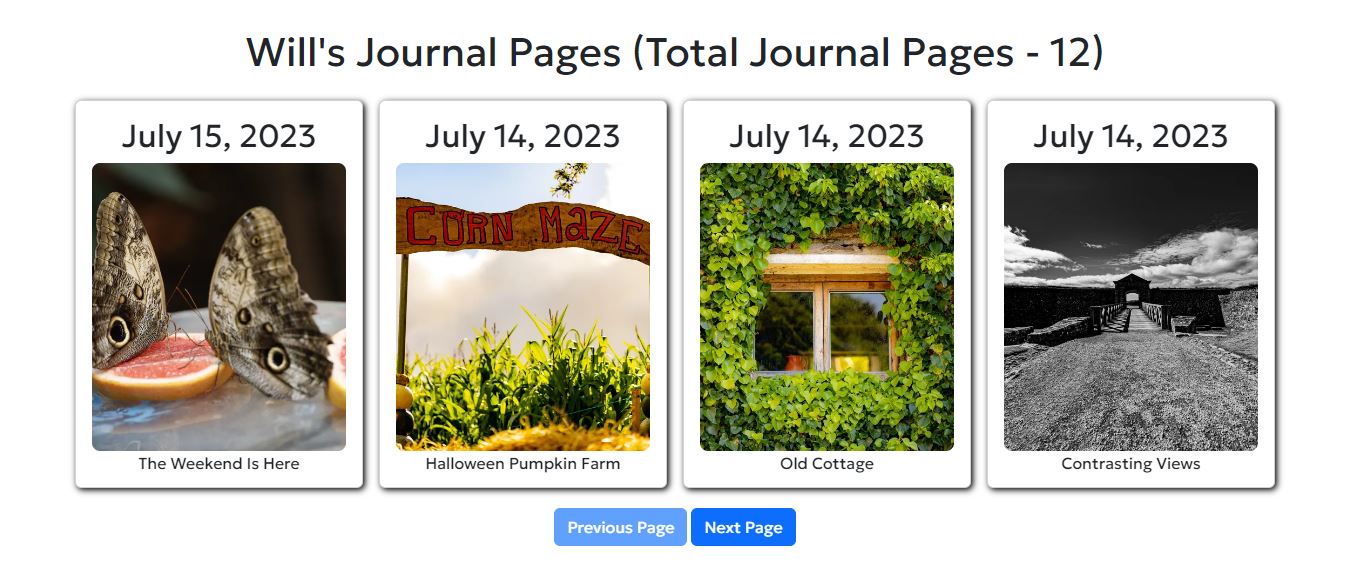 Will's Journal Pages (Total Journal Pages - 12)
July 15, 2023
The Weekend Is Here
July 14, 2023
CORN MaZE
Halloween Pumpkin Farm
July 14, 2023
Old Cottage
July 14, 2023
Contrasting Views
Previous Page
Next Page